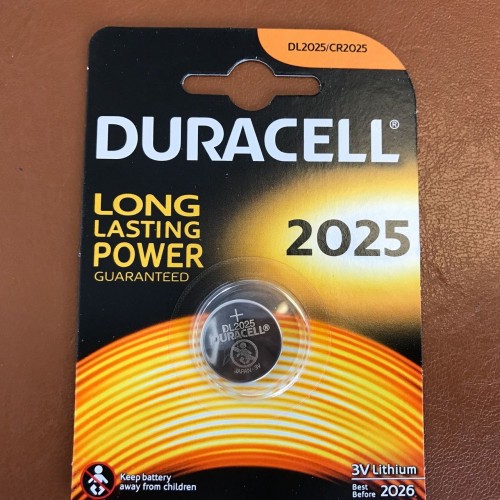 DL2025/CR2025
DURACELL®
LONG
LASTING
POWER
GUARANTEED
2025
+
DL2025
DURACELL®
Keep battery
away from children
3V Lithium
Best
Before 2026